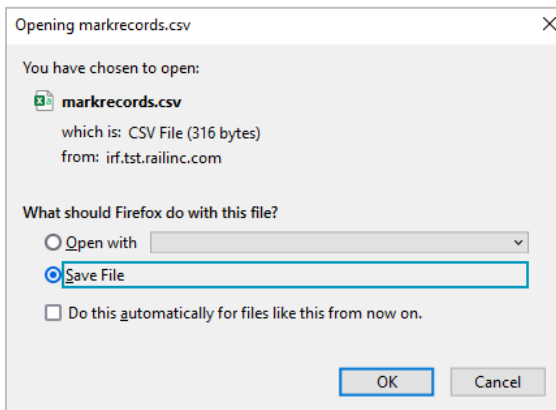 Opening markrecords.csv
You have chosen to open:
markrecords.csv
which is: CSV File (316 bytes)
from: irf.tst.railinc.com
What should Firefox do with this file?
Open with
Save File
Do this automatically for files like this from now on.
OK Cancel